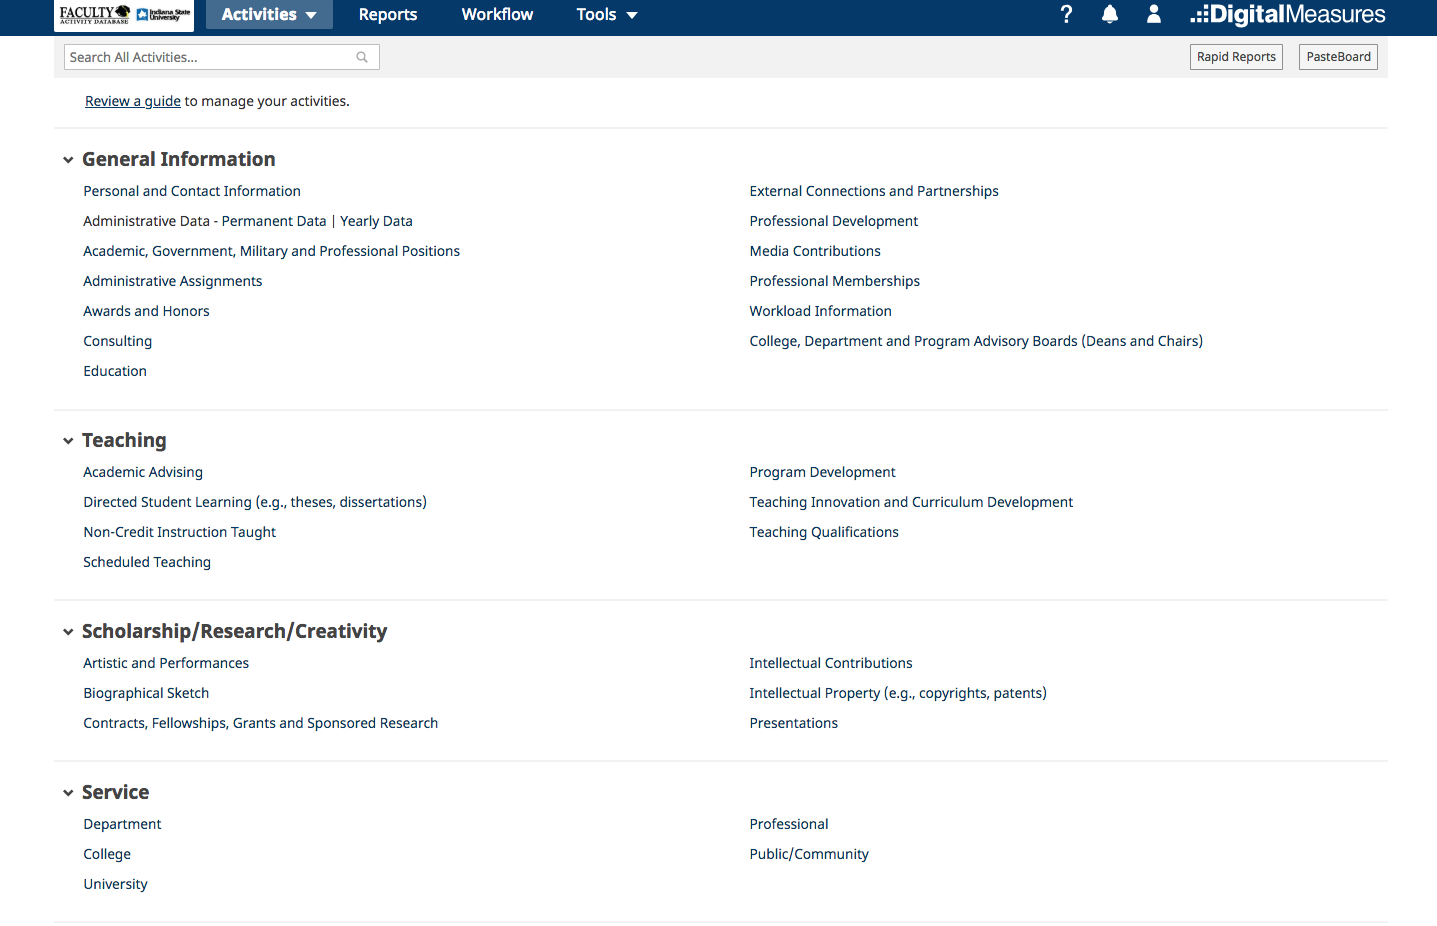 FACULTY
ACTIVITY DATABASE
Indiana State
University
Activities
Reports
Workflow
Tools
?
DigitalMeasures
Search All Activities...
Rapid Reports
PasteBoard
Review a guide to manage your activities.
General Information
Personal and Contact Information
Administrative Data - Permanent Data | Yearly Data
Academic, Government, Military and Professional Positions
Administrative Assignments
Awards and Honors
Consulting
Education
External Connections and Partnerships
Professional Development
Media Contributions
Professional Memberships
Workload Information
College, Department and Program Advisory Boards (Deans and Chairs)
Teaching
Academic Advising
Directed Student Learning (e.g., theses, dissertations)
Non-Credit Instruction Taught
Scheduled Teaching
Program Development
Teaching Innovation and Curriculum Development
Teaching Qualifications
Scholarship/Research/Creativity
Artistic and Performances
Biographical Sketch
Contracts, Fellowships, Grants and Sponsored Research
Intellectual Contributions
Intellectual Property (e.g., copyrights, patents)
Presentations
Service
Department
College
University
Professional
Public/Community